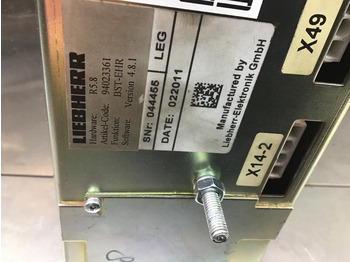 LIEBHERR
Hardware: R5.8
Artikel-Code: 94023361
Funktion: BST-EHR
Software: Version 4.8.1
SNr: 044455
LEG
DATE: 022011
Manufactured by
Liebherr-Elektronik GmbH
X49
X14-2